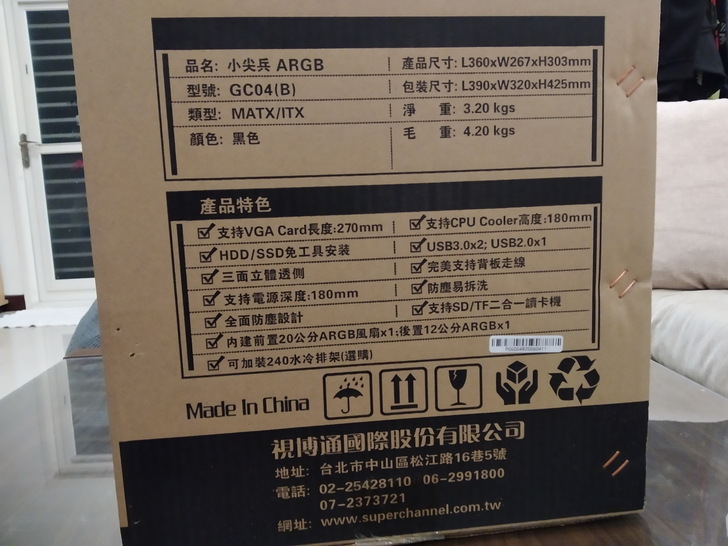 品名: 小尖兵 ARGB
產品尺寸: L360xW267xH303mm
型號: GC04(B)
包裝尺寸: L390xW320xH425mm
類型: MATX/ITX
淨 重: 3.20 kgs
顏色: 黑色
毛 重: 4.20 kgs
產品特色
支持VGA Card長度:270mm
支持CPU Cooler高度:180mm
HDD/SSD免工具安裝
USB3.0x2; USB2.0x1
三面立體透側
完美支持背板走線
支持電源深度:180mm
防塵易拆洗
全面防塵設計
支持SD/TF二合一讀卡機
內建前置20公分ARGB風扇x1;後置12公分ARGBx1
可加裝240水冷排架(選購)
Made In China
視博通國際股份有限公司
地址: 台北市中山區松江路16巷5號
電話: 02-25428110 06-2991800
07-2373721
網址: www.superchannel.com.tw